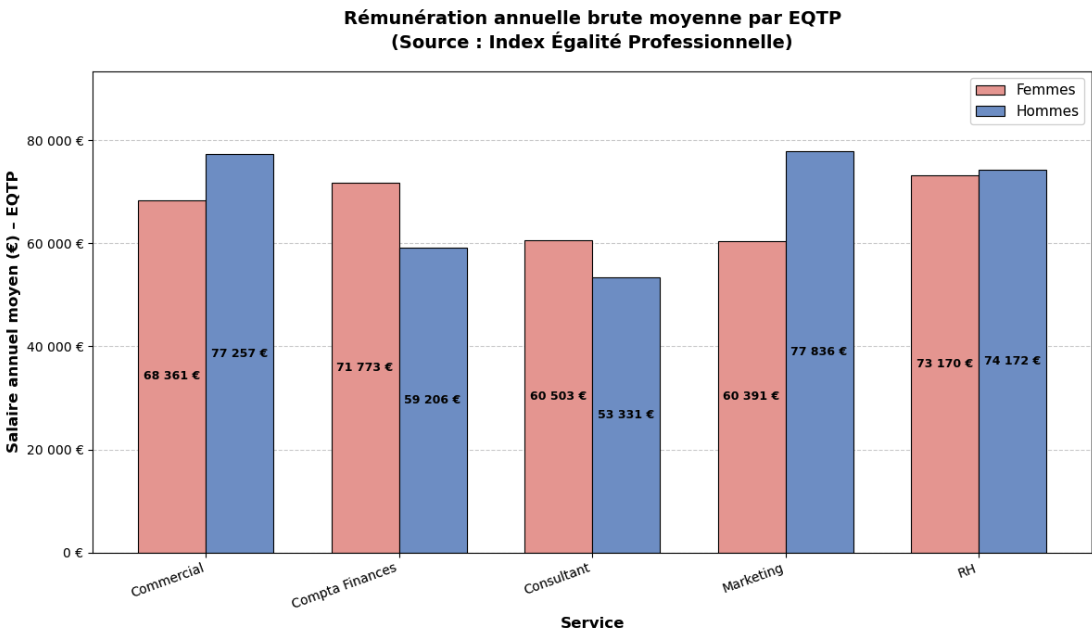 Rémunération annuelle brute moyenne par EQTP
(Source : Index Égalité Professionnelle)
Femmes
Hommes
Salaire annuel moyen (€) – EQTP
80 000 €
60 000 €
40 000 €
20 000 €
0 €
68 361 €
77 257 €
71 773 €
59 206 €
60 503 €
53 331 €
60 391 €
77 836 €
73 170 €
74 172 €
Commercial
Compta Finances
Consultant
Marketing
RH
Service